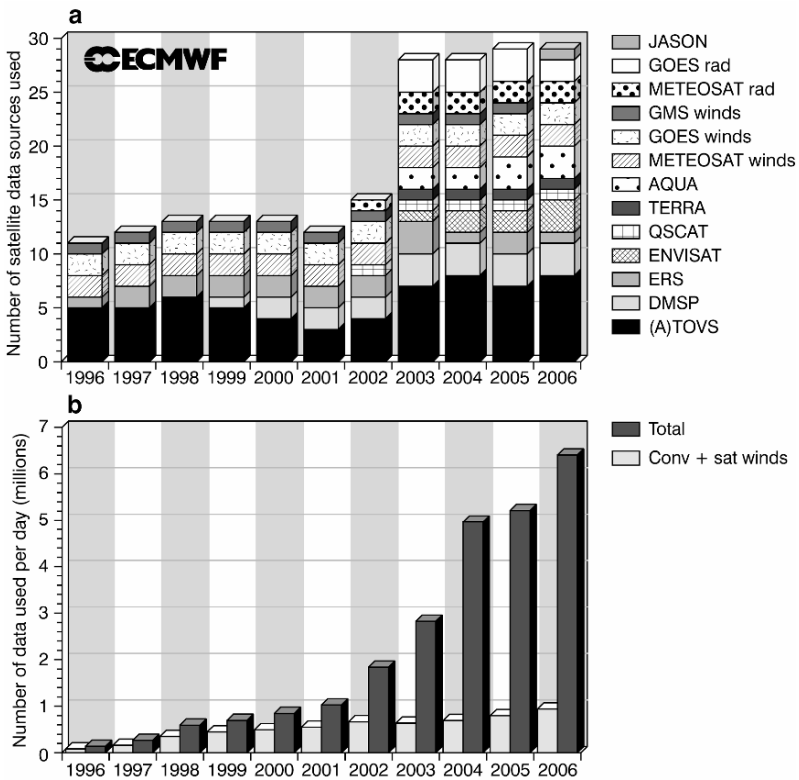 a
ECMWF
Number of satellite data sources used
30
25
20
15
10
5
0
1996 1997 1998 1999 2000 2001 2002 2003 2004 2005 2006
JASON
GOES rad
METEOSAT rad
GMS winds
GOES winds
METEOSAT winds
AQUA
TERRA
QSCAT
ENVISAT
ERS
DMSP
(A)TOVS
b
Number of data used per day (millions)
7
6
5
4
3
2
1
0
1996 1997 1998 1999 2000 2001 2002 2003 2004 2005 2006
Total
Conv + sat winds